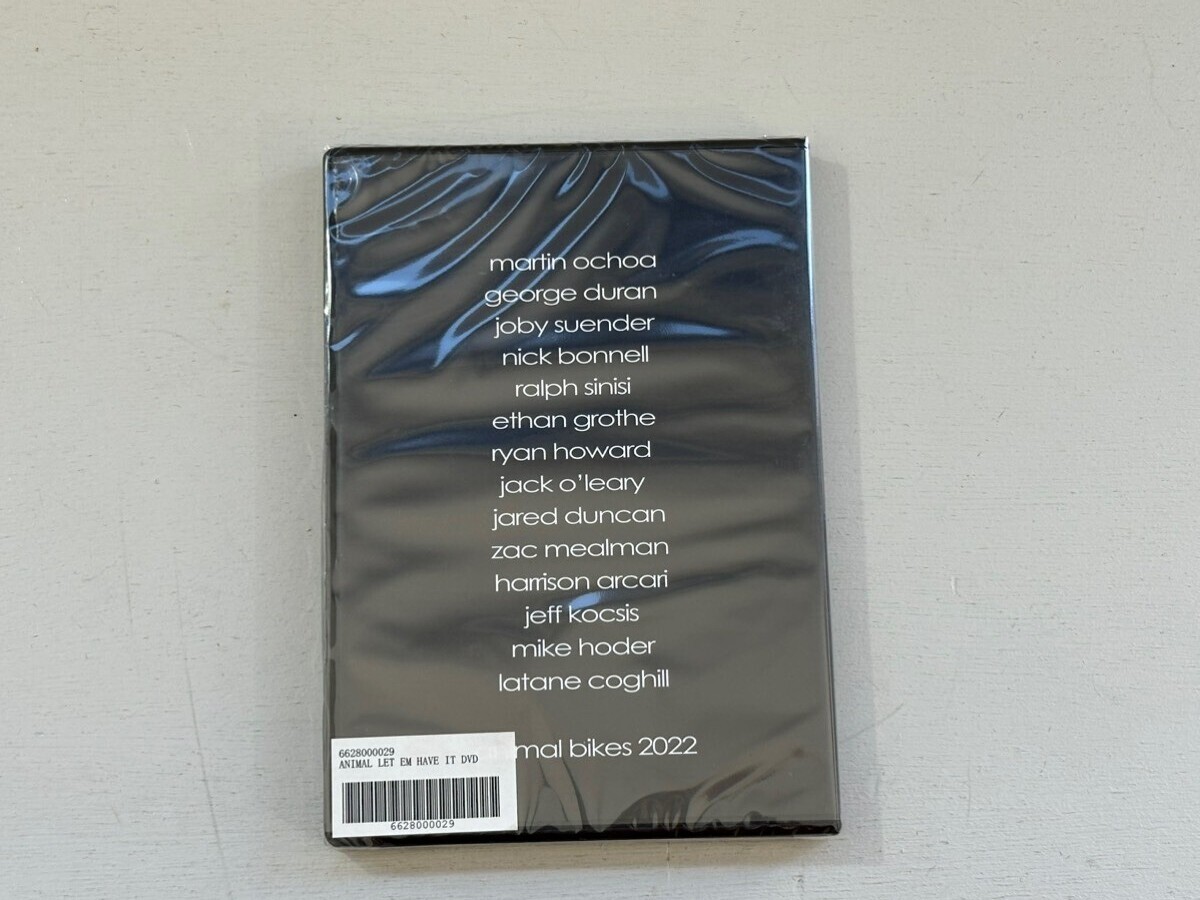 martin ochoa
george duran
joby suender
nick bonnell
ralph sinisi
ethan grothe
ryan howard
jack o'leary
jared duncan
zac mealman
harrison arcari
jeff kocsis
mike hoder
latane coghill
bikes 2022
6628000029
ANIMAL LET EM HAVE IT DVD
6628000029